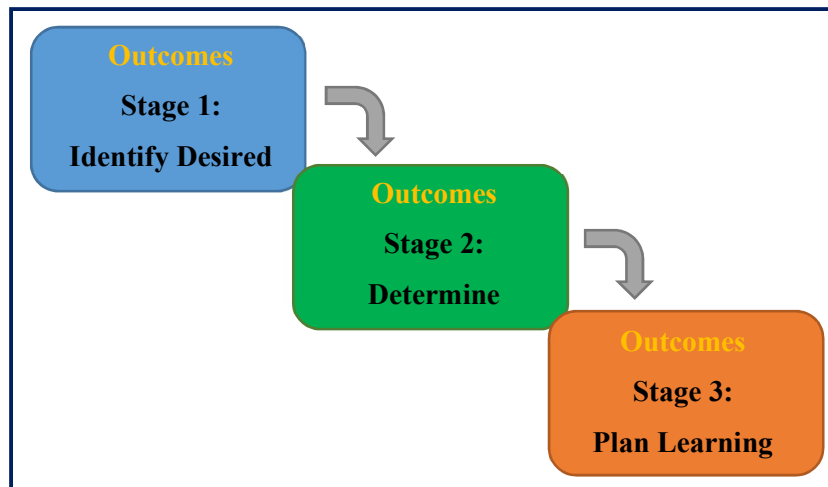 Outcomes
Stage 1:
Identify Desired
Outcomes
Stage 2:
Determine
Outcomes
Stage 3:
Plan Learning